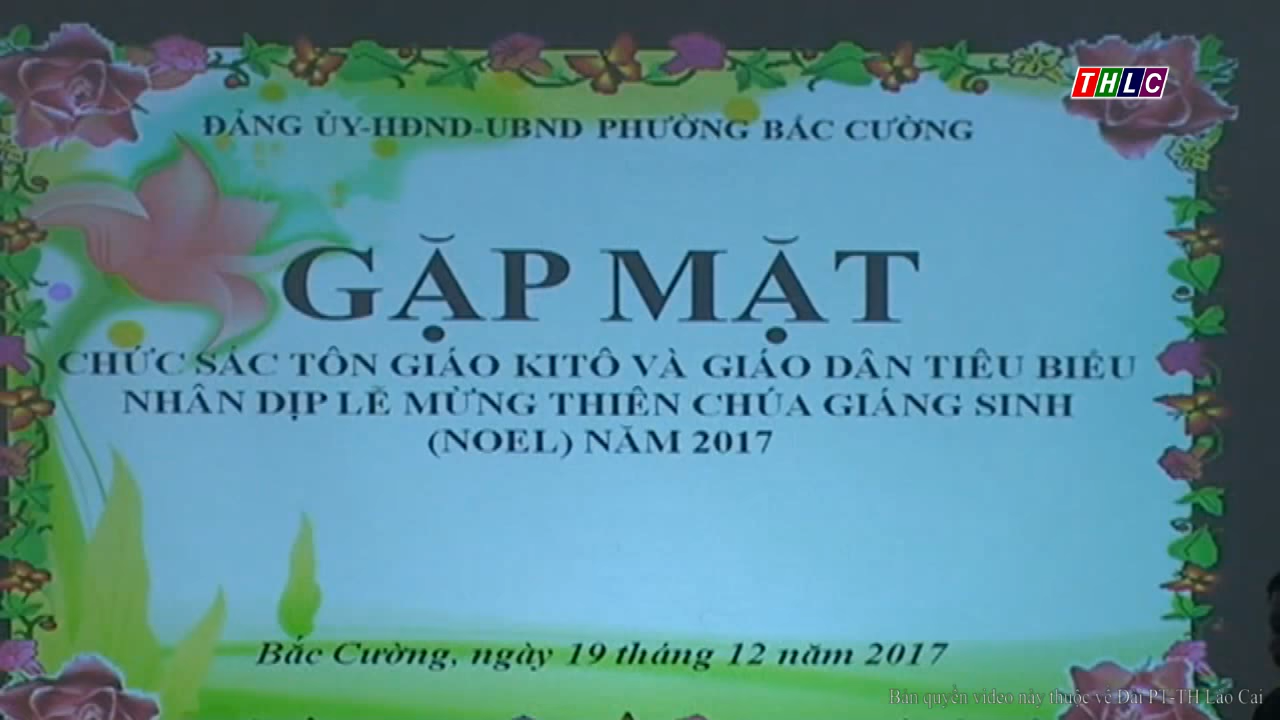 THLC
ĐẢNG ỦY-HĐND-UBND PHƯỜNG BẮC CƯỜNG
GẶP MẶT
CHỨC SẮC TÔN GIÁO KITÔ VÀ GIÁO DÂN TIÊU BIỂU
NHÂN DỊP LỄ MỪNG THIÊN CHÚA GIÁNG SINH
(NOEL) NĂM 2017
Bắc Cường, ngày 19 tháng 12 năm 2017
Bản quyền video này thuộc về Đài PT-TH Lào Cai